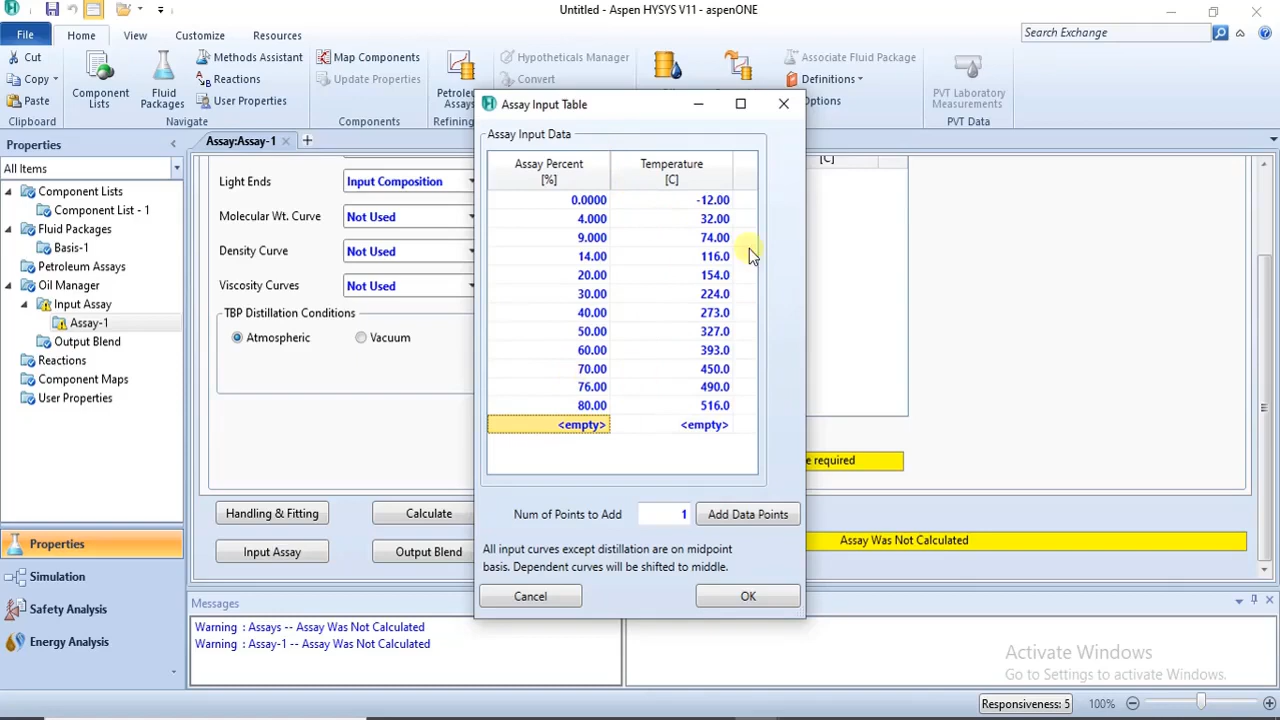 Untitled - Aspen HYSYS V11 - aspenONE
File
Home
View
Customize
Resources
Search Exchange
Cut
Copy
Paste
Clipboard
Component
Lists
Fluid
Packages
Methods Assistant
Reactions
User Properties
Navigate
Map Components
Update Properties
Components
Petroleum
Assays
Refining
Hypotheticals Manager
Convert
Associate Fluid Package
Definitions
Options
PVT Laboratory
Measurements
PVT Data
Properties
All Items
Component Lists
Component List - 1
Fluid Packages
Basis-1
Petroleum Assays
Oil Manager
Input Assay
Assay-1
Output Blend
Reactions
Component Maps
User Properties
Properties
Simulation
Safety Analysis
Energy Analysis
Assay:Assay-1
Light Ends
Input Composition
Molecular Wt. Curve
Not Used
Density Curve
Not Used
Viscosity Curves
Not Used
TBP Distillation Conditions
Atmospheric
Vacuum
Handling & Fitting
Calculate
Input Assay
Output Blend
[C]
e required
Assay Was Not Calculated
Assay Input Table
Assay Input Data
Assay Percent Temperature
[%] [C]
0.0000 -12.00
4.000 32.00
9.000 74.00
14.00 116.0
20.00 154.0
30.00 224.0
40.00 273.0
50.00 327.0
60.00 393.0
70.00 450.0
76.00 490.0
80.00 516.0
<empty> <empty>
Num of Points to Add 1 Add Data Points
All input curves except distillation are on midpoint
basis. Dependent curves will be shifted to middle.
Cancel
OK
Messages
Warning : Assays -- Assay Was Not Calculated
Warning : Assay-1 -- Assay Was Not Calculated
Activate Windows
Go to Settings to activate Windows.
Responsiveness: 5
100%